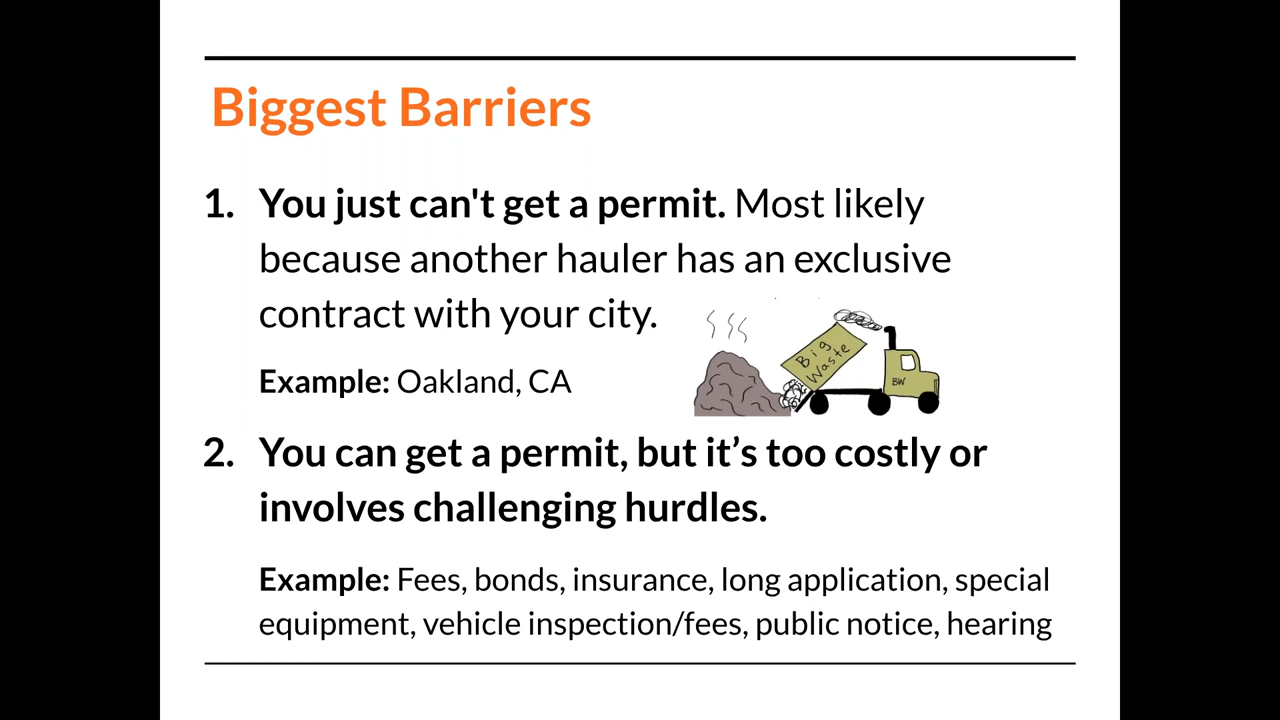 Biggest Barriers
1. You just can't get a permit. Most likely
because another hauler has an exclusive
contract with your city.
Big
Waste
BW
Example: Oakland, CA
2. You can get a permit, but it’s too costly or
involves challenging hurdles.
Example: Fees, bonds, insurance, long application, special
equipment, vehicle inspection/fees, public notice, hearing